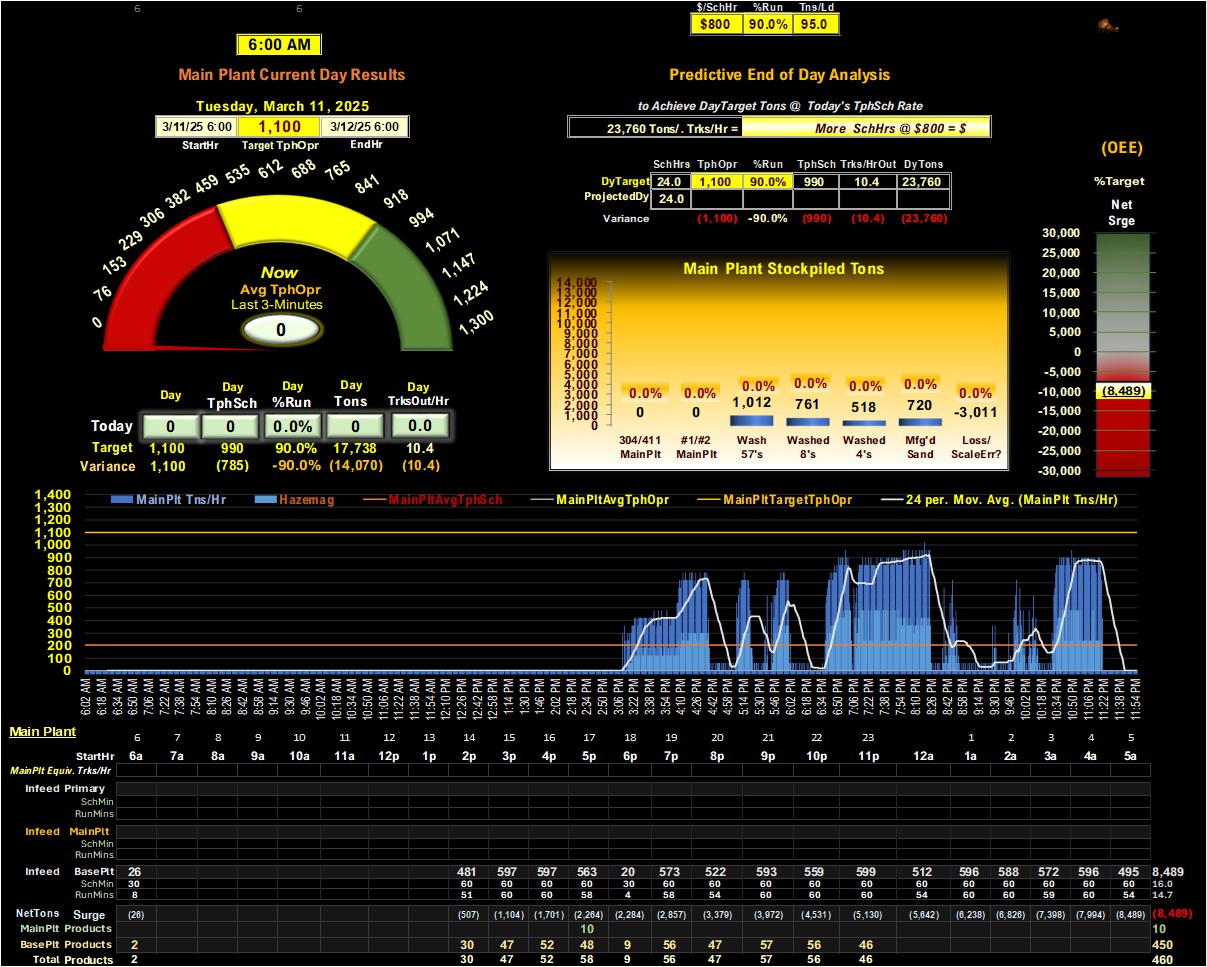 6 6
$/SchHr %Run Tns/Ld
$800 90.0% 95.0
6:00 AM
Main Plant Current Day Results
Tuesday, March 11, 2025
3/11/25 6:00 1,100 3/12/25 6:00
StartHr Target TphOpr EndHr
0 76 153 229 306 382 459 535 612 688 765 841 918 994 1,071 1,147 1,224 1,300
Now
Avg TphOpr
Last 3-Minutes
0
Day Day TphSch Day %Run Day Tons Day TrksOut/Hr
Today 0 0 0.0% 0 0.0
Target 1,100 990 90.0% 17,738 10.4
Variance 1,100 (785) -90.0% (14,070) (10.4)
Predictive End of Day Analysis
to Achieve DayTarget Tons @ Today's TphSch Rate
23,760 Tons/. Trks/Hr = More SchHrs @ $800 = $
SchHrs TphOpr %Run TphSch Trks/HrOut DyTons
DyTarget 24.0 1,100 90.0% 990 10.4 23,760
ProjectedDy 24.0
Variance (1,100) -90.0% (990) (10.4) (23,760)
Main Plant Stockpiled Tons
14,000
13,000
12,000
11,000
10,000
9,000
8,000
7,000
6,000
5,000
4,000
3,000
2,000
1,000
0
0.0% 0.0% 0.0% 0.0% 0.0% 0.0% 0.0%
0 0 1,012 761 518 720 -3,011
304/411 #1/#2 Wash Washed Washed Mfg'd Loss/
MainPlt MainPlt 57's 8's 4's Sand ScaleErr?
(OEE)
%Target
Net
Srge
30,000
25,000
20,000
15,000
10,000
5,000
0
-5,000
-10,000
-15,000
-20,000
-25,000
-30,000
(8,489)
MainPlt Tns/Hr Hazemag MainPltAvgTphSch MainPltAvgTphOpr MainPltTargetTphOpr 24 per. Mov. Avg. (MainPlt Tns/Hr)
1,400
1,300
1,200
1,100
1,000
900
800
700
600
500
400
300
200
100
0
6:02 AM 6:18 AM 6:34 AM 6:50 AM 7:06 AM 7:22 AM 7:38 AM 7:54 AM 8:10 AM 8:26 AM 8:42 AM 8:58 AM 9:14 AM 9:30 AM 9:46 AM 10:02 AM 10:18 AM 10:34 AM 10:50 AM 11:06 AM 11:22 AM 11:38 AM 11:54 AM 12:10 PM 12:26 PM 12:42 PM 12:58 PM 1:14 PM 1:30 PM 1:46 PM 2:02 PM 2:18 PM 2:34 PM 2:50 PM 3:06 PM 3:22 PM 3:38 PM 3:54 PM 4:10 PM 4:26 PM 4:42 PM 4:58 PM 5:14 PM 5:30 PM 5:46 PM 6:02 PM 6:18 PM 6:34 PM 6:50 PM 7:06 PM 7:22 PM 7:38 PM 7:54 PM 8:10 PM 8:26 PM 8:42 PM 8:58 PM 9:14 PM 9:30 PM 9:46 PM 10:02 PM 10:18 PM 10:34 PM 10:50 PM 11:06 PM 11:22 PM 11:38 PM 11:54 PM
Main Plant 6 7 8 9 10 11 12 13 14 15 16 17 18 19 20 21 22 23 1 2 3 4 5
StartHr 6a 7a 8a 9a 10a 11a 12p 1p 2p 3p 4p 5p 6p 7p 8p 9p 10p 11p 12a 1a 2a 3a 4a 5a
MainPlt Equiv. Trks/Hr
Infeed Primary
SchMin
RunMins
Infeed MainPlt
SchMin
RunMins
Infeed BasePlt 26 481 597 597 563 20 573 522 593 559 599 512 596 588 572 596 495 8,489
SchMin 30 60 60 60 60 30 60 60 60 60 60 60 60 60 60 60 60 16.0
RunMins 8 51 60 60 58 4 58 54 60 60 60 54 60 60 59 60 54 14.7
NetTons Surge (26) (507) (1,104) (1,701) (2,264) (2,284) (2,857) (3,379) (3,972) (4,531) (5,130) (5,642) (6,238) (6,826) (7,398) (7,994) (8,489) (8,489)
MainPlt Products 10 10
BasePlt Products 2 30 47 52 48 9 56 47 57 56 46 450
Total Products 2 30 47 52 58 9 56 47 57 56 46 460